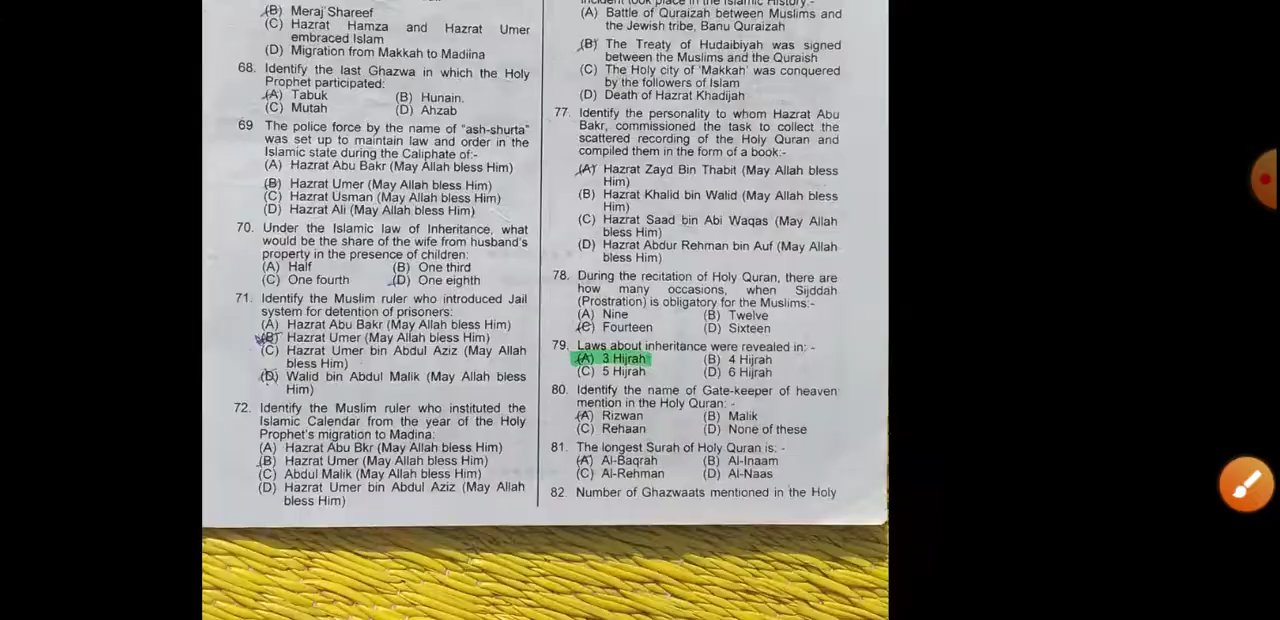 (B) Meraj Shareef
(C) Hazrat Hamza and Hazrat Umer
embraced Islam
(D) Migration from Makkah to Madiina
68. Identify the last Ghazwa in which the Holy
Prophet participated:
(A) Tabuk (B) Hunain.
(C) Mutah (D) Ahzab
69 The police force by the name of "ash-shurta"
was set up to maintain law and order in the
Islamic state during the Caliphate of:-
(A) Hazrat Abu Bakr (May Allah bless Him)
(B) Hazrat Umer (May Allah bless Him)
(C) Hazrat Usman (May Allah bless Him)
(D) Hazrat Ali (May Allah bless Him)
70. Under the Islamic law of Inheritance, what
would be the share of the wife from husband's
property in the presence of children:
(A) Half (B) One third
(C) One fourth (D) One eighth
71. Identify the Muslim ruler who introduced Jail
system for detention of prisoners:
(A) Hazrat Abu Bakr (May Allah bless Him)
(B) Hazrat Umer (May Allah bless Him)
(C) Hazrat Umer bin Abdul Aziz (May Allah
bless Him)
(D) Walid bin Abdul Malik (May Allah bless
Him)
72. Identify the Muslim ruler who instituted the
Islamic Calendar from the year of the Holy
Prophet's migration to Madina:
(A) Hazrat Abu Bkr (May Allah bless Him)
(B) Hazrat Umer (May Allah bless Him)
(C) Abdul Malik (May Allah bless Him)
(D) Hazrat Umer bin Abdul Aziz (May Allah
bless Him)
incident took place in the Islamic History:-
(A) Battle of Quraizah between Muslims and
the Jewish tribe, Banu Quraizah
(B) The Treaty of Hudaibiyah was signed
between the Muslims and the Quraish
(C) The Holy city of 'Makkah' was conquered
by the followers of Islam
(D) Death of Hazrat Khadijah
77. Identify the personality to whom Hazrat Abu
Bakr, commissioned the task to collect the
scattered recording of the Holy Quran and
compiled them in the form of a book:-
(A) Hazrat Zayd Bin Thabit (May Allah bless
Him)
(B) Hazrat Khalid bin Walid (May Allah bless
Him)
(C) Hazrat Saad bin Abi Waqas (May Allah
bless Him)
(D) Hazrat Abdur Rehman bin Auf (May Allah
bless Him)
78. During the recitation of Holy Quran, there are
how many occasions, when Sijddah
(Prostration) is obligatory for the Muslims:-
(A) Nine (B) Twelve
(C) Fourteen (D) Sixteen
79. Laws about inheritance were revealed in: -
(A) 3 Hijrah (B) 4 Hijrah
(C) 5 Hijrah (D) 6 Hijrah
80. Identify the name of Gate-keeper of heaven
mention in the Holy Quran: -
(A) Rizwan (B) Malik
(C) Rehaan (D) None of these
81. The longest Surah of Holy Quran is: -
(A) Al-Baqrah (B) Al-Inaam
(C) Al-Rehman (D) Al-Naas
82. Number of Ghazwaats mentioned in the Holy